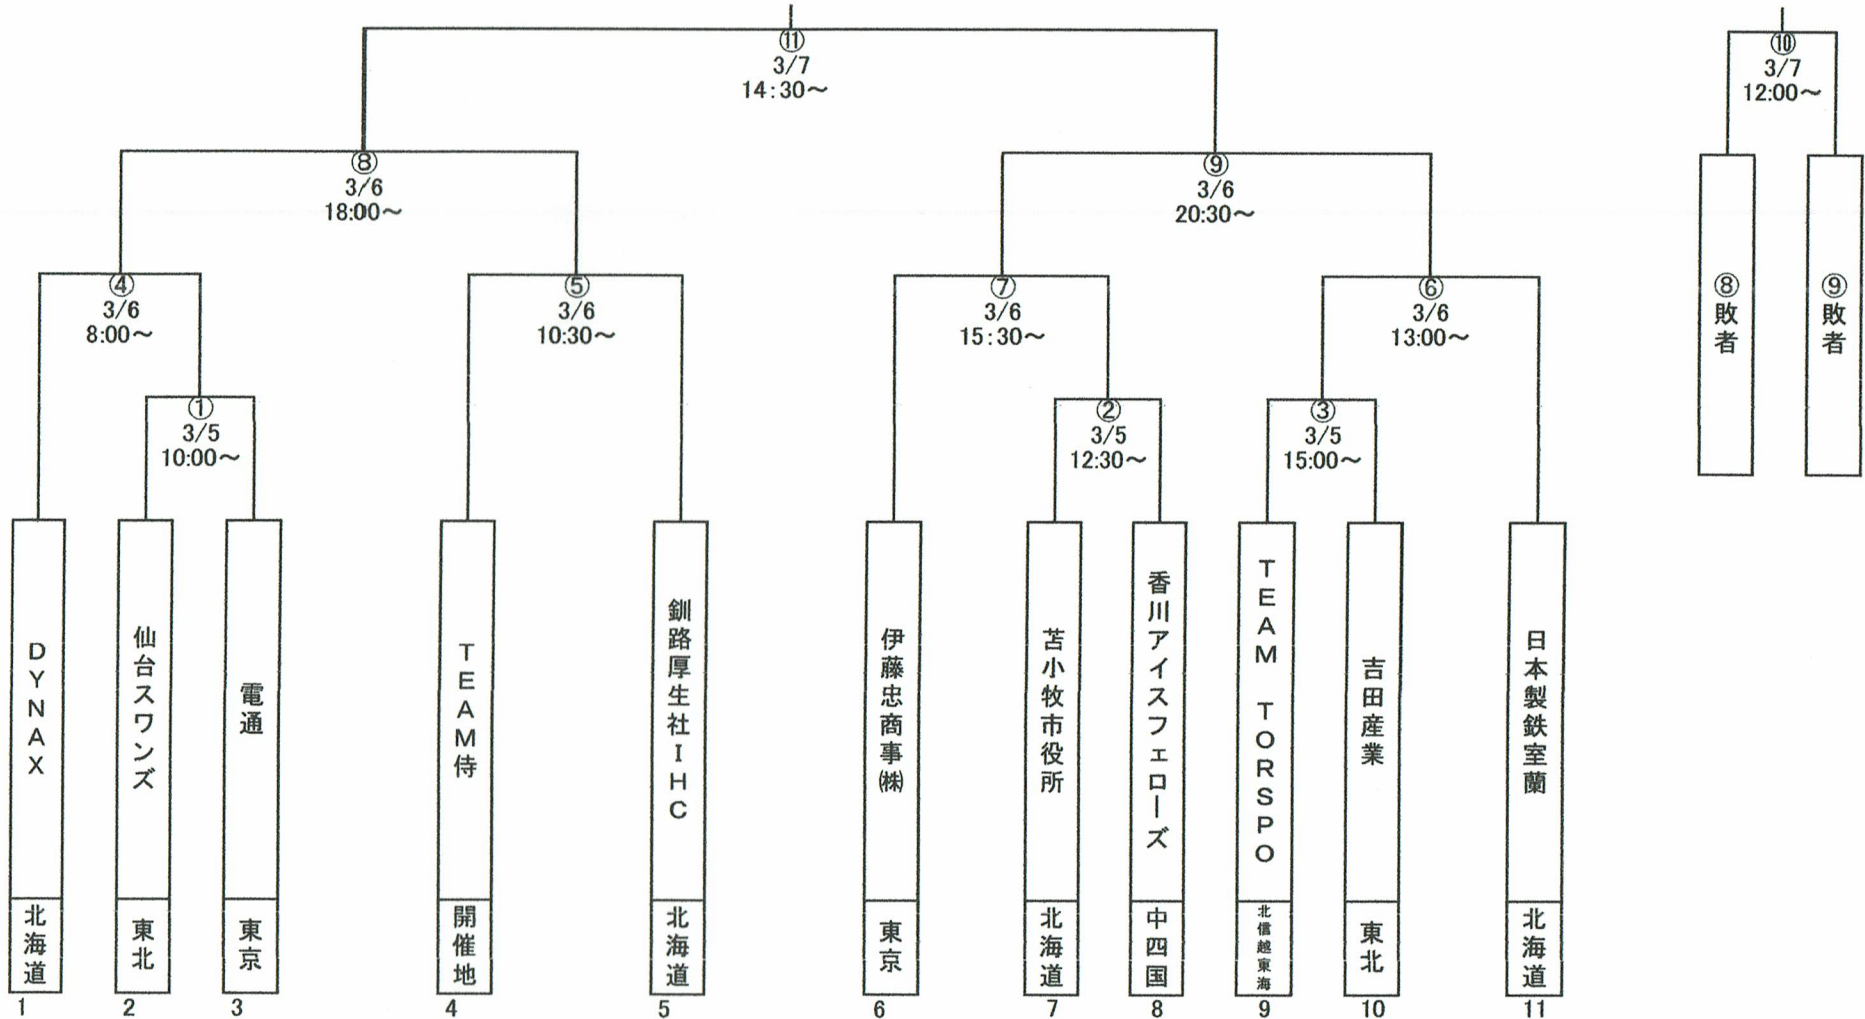 ⑪
3/7
14:30～
⑩
3/7
12:00～
⑧
3/6
18:00～
⑨
3/6
20:30～
④
3/6
8:00～
⑤
3/6
10:30～
⑦
3/6
15:30～
⑥
3/6
13:00～
⑧敗者
⑨敗者
①
3/5
10:00～
②
3/5
12:30～
③
3/5
15:00～
DYNAX
仙台スワンズ
電通
TEAM侍
釧路厚生社IHC
伊藤忠商事㈱
苫小牧市役所
香川アイスフェローズ
TEAM TORSPO
吉田産業
日本製鉄室蘭
北海道
東北
東京
開催地
北海道
東京
北海道
中四国
北信越東海
東北
北海道
1
2
3
4
5
6
7
8
9
10
11